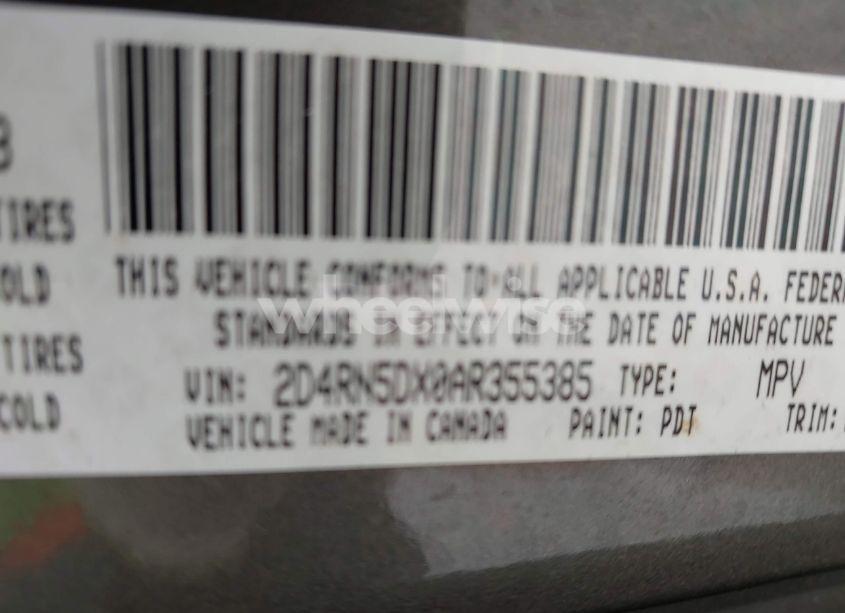 8
TIRES
COLD
TIRES
COLD
THIS VEHICLE CONFORMS TO ALL APPLICABLE U.S.A. FEDER
STANDARDS IN EFFECT ON THE DATE OF MANUFACTURE
VIN: 2D4RN5DX0AR355385 TYPE: MPV
VEHICLE MADE IN CANADA PAINT: PDT TRIM:
wheelwise